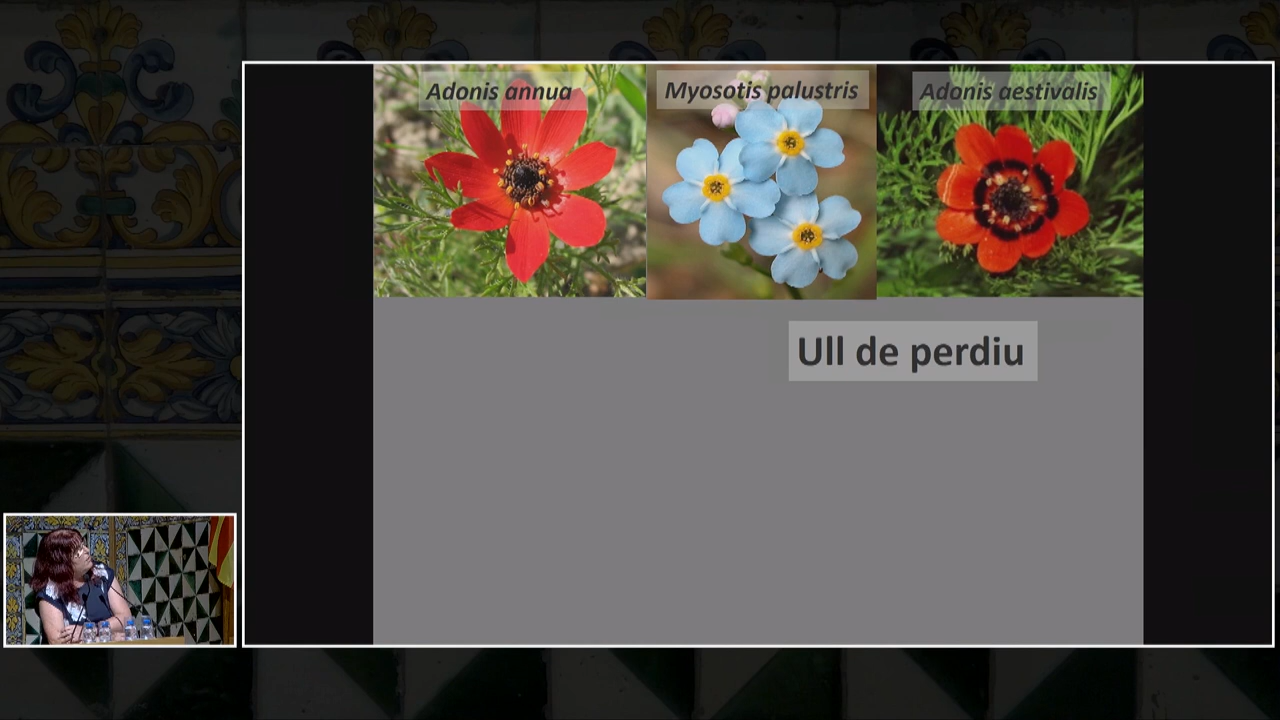 Adonis annua
Myosotis palustris
Adonis aestivalis
Ull de perdiu